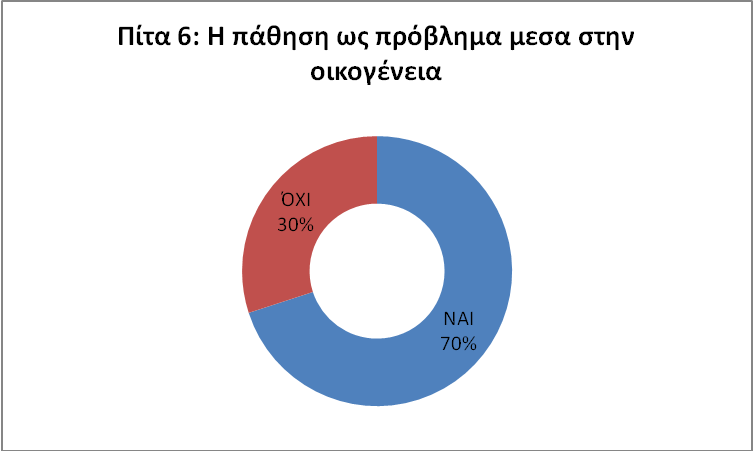 Πίτα 6: Η πάθηση ως πρόβλημα μεσα στην
οικογένεια
ΌΧΙ
30%
ΝΑΙ
70%